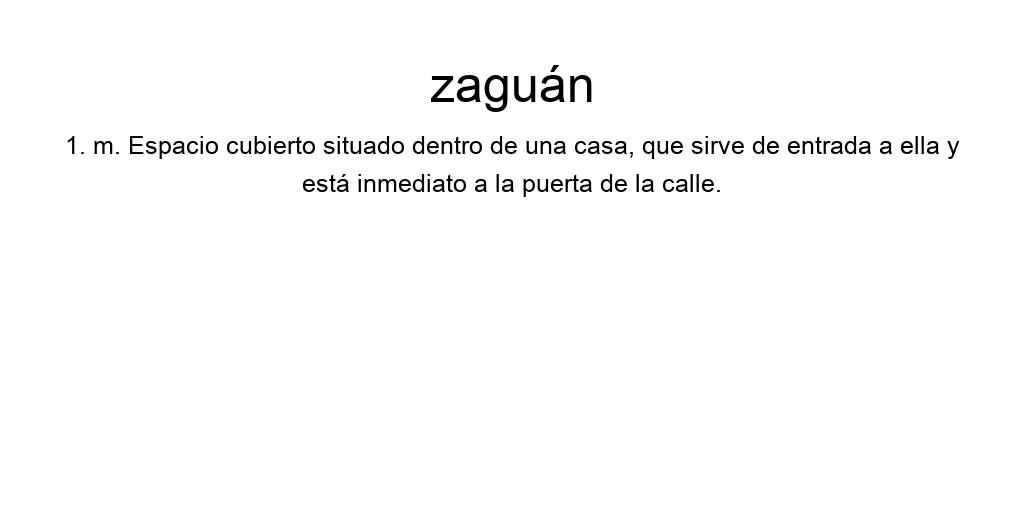 zaguán
1. m. Espacio cubierto situado dentro de una casa, que sirve de entrada a ella y
está inmediato a la puerta de la calle.